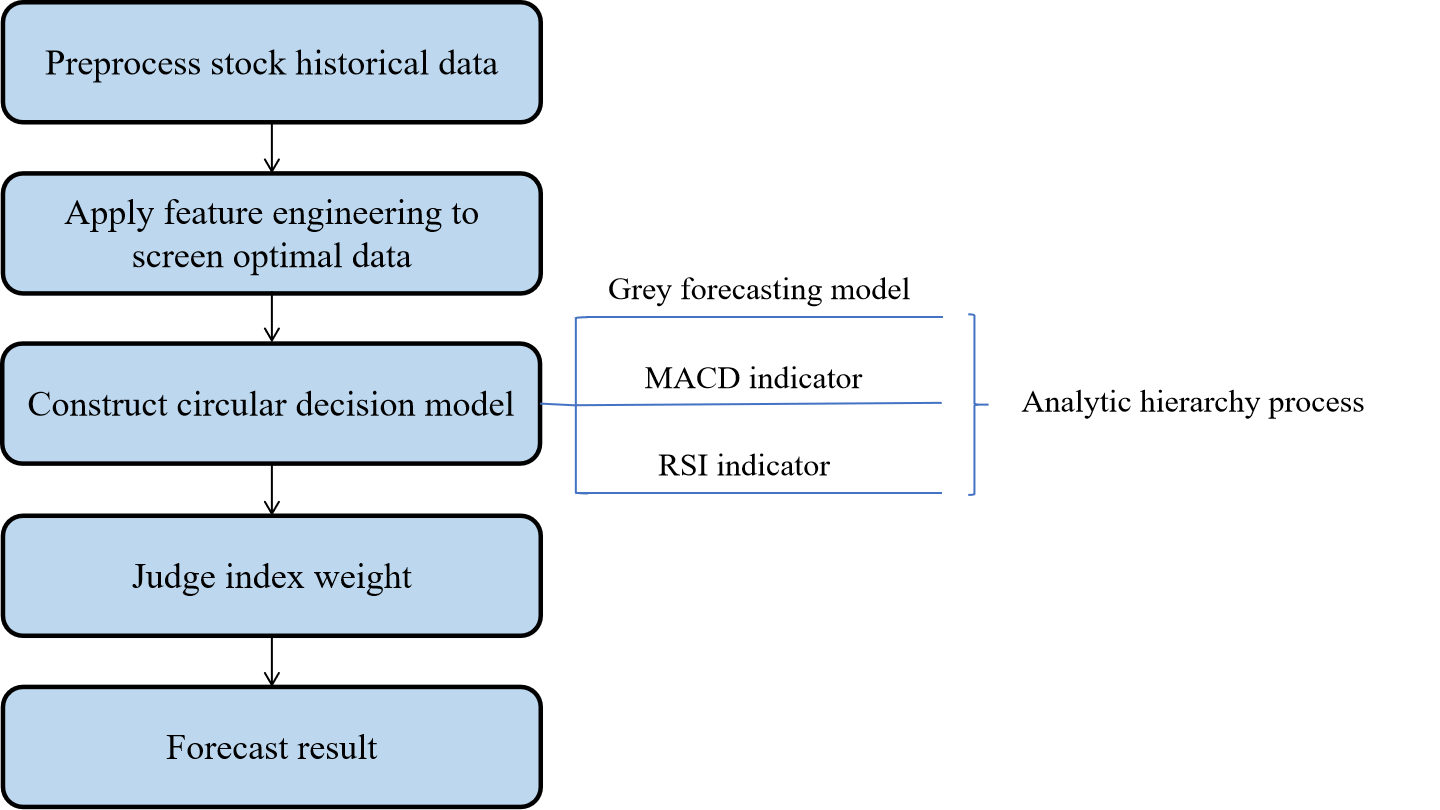 Preprocess stock historical data
Apply feature engineering to
screen optimal data
Grey forecasting model
MACD indicator
RSI indicator
Construct circular decision model
Analytic hierarchy process
Judge index weight
Forecast result